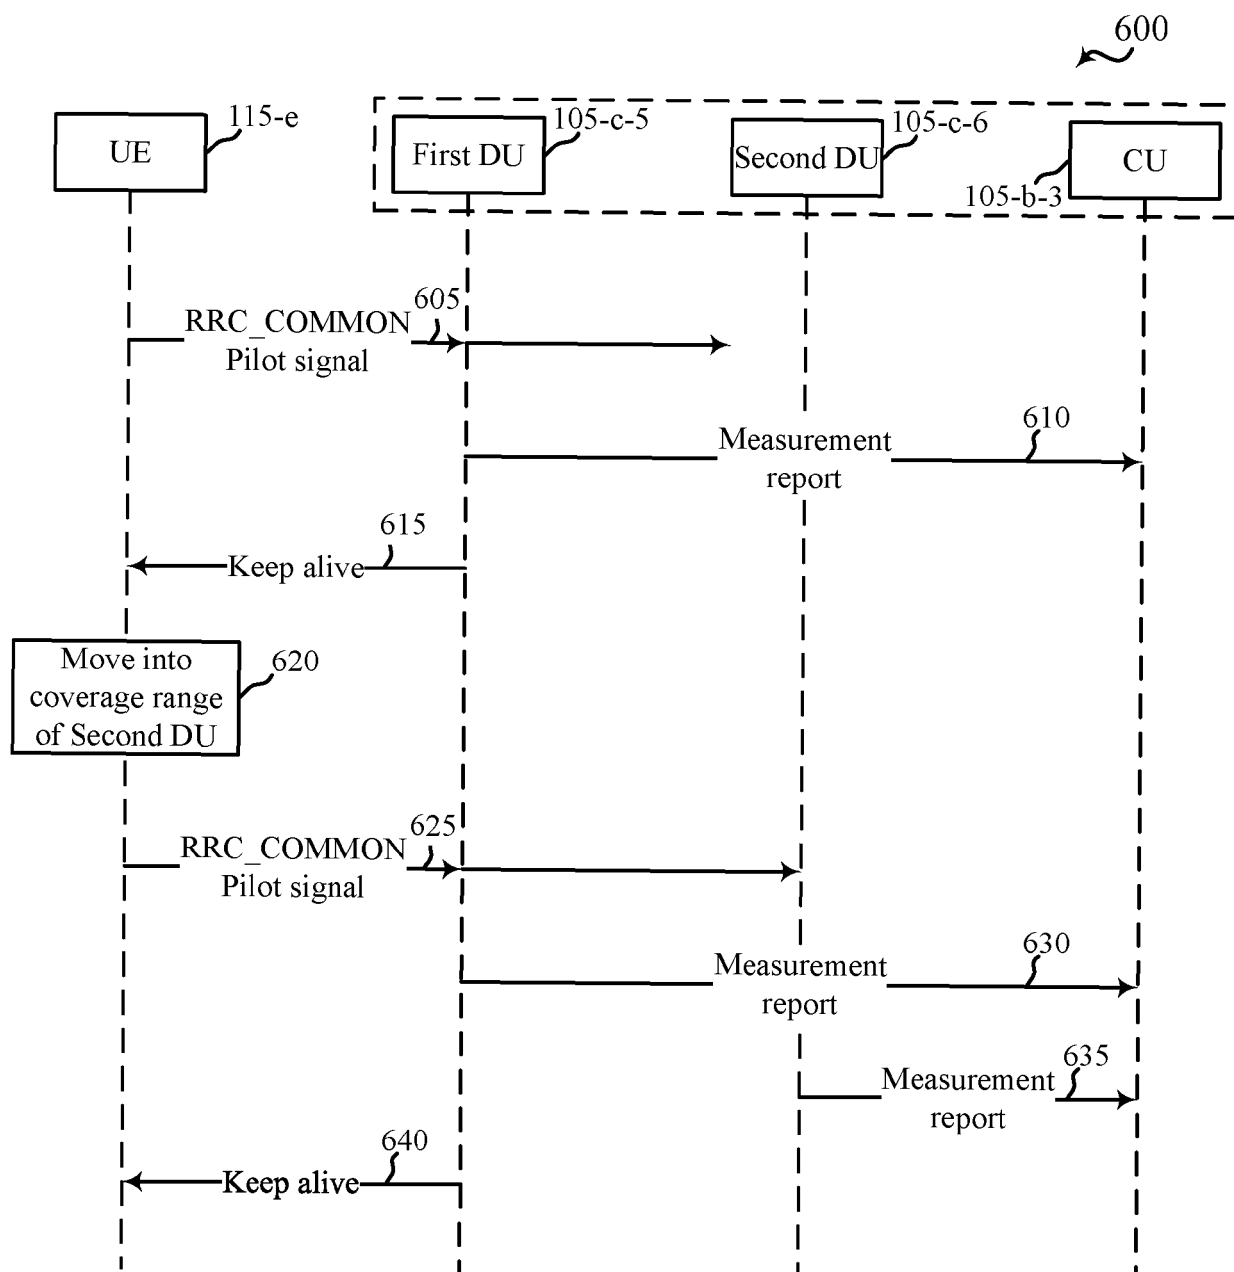 600
115-e
105-c-5
105-c-6
UE
First DU
Second DU
CU
105-b-3
605
RRC_COMMON
Pilot signal
610
Measurement
report
615
Keep alive
Move into
coverage range
of Second DU
620
625
RRC_COMMON
Pilot signal
630
Measurement
report
635
Measurement
report
640
Keep alive